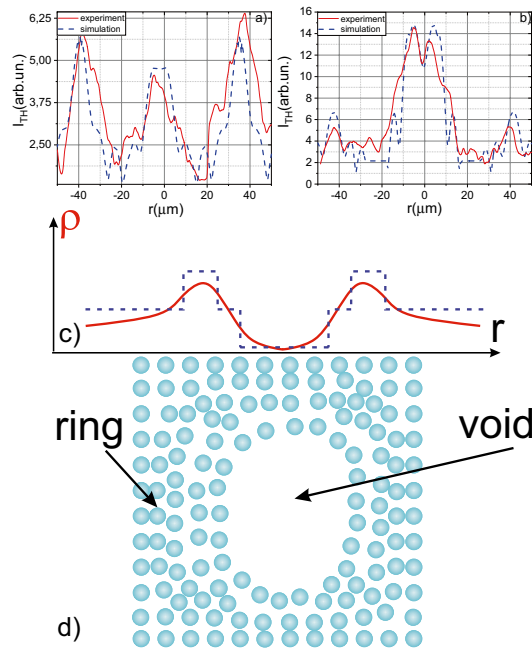 a)
experiment
simulation
6,25
5,00
3,75
2,50
I_TH(arb.un.)
-40 -20 0 20 40
r(μm)
b)
experiment
simulation
16
14
12
10
8
6
4
2
0
I_TH(arb.un.)
-40 -20 0 20 40
r(μm)
ρ
c)
r
ring
void
d)